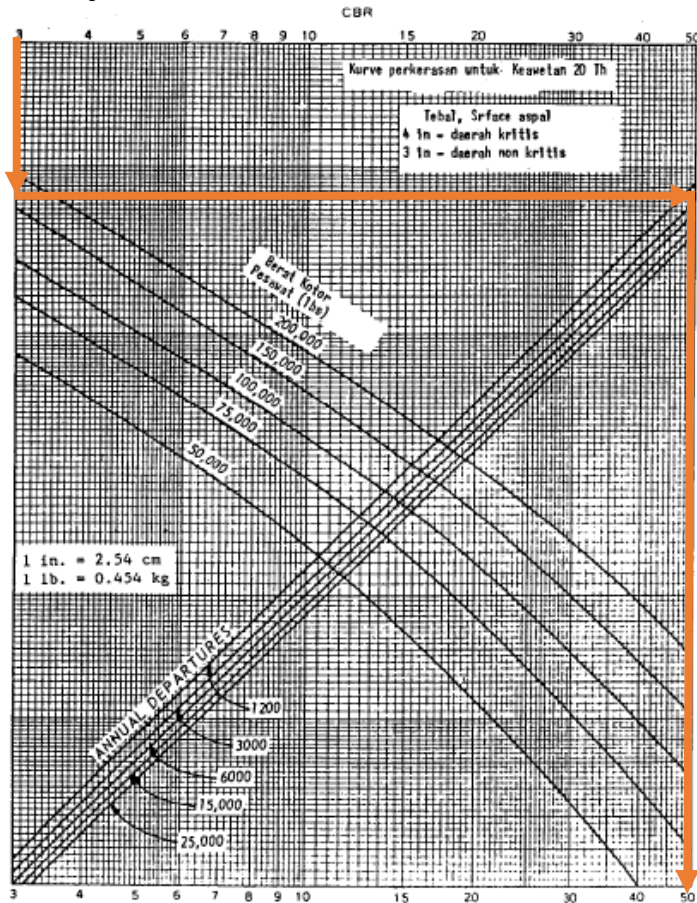 CBR
3 4 5 6 7 8 9 10 15 20 30 40 50
Kurve perkerasan untuk Keawetan 20 Th
Tebal, Srface aspal
4 in - daerah kritis
3 in - daerah non kritis
Berat Kotor
Pesawat (lbs)
200,000
150,000
100,000
75,000
50,000
1 in. = 2.54 cm
1 lb. = 0.454 kg
ANNUAL DEPARTURES
1200
3000
6000
15,000
25,000
3 4 5 6 7 8 9 10 15 20 30 40 50